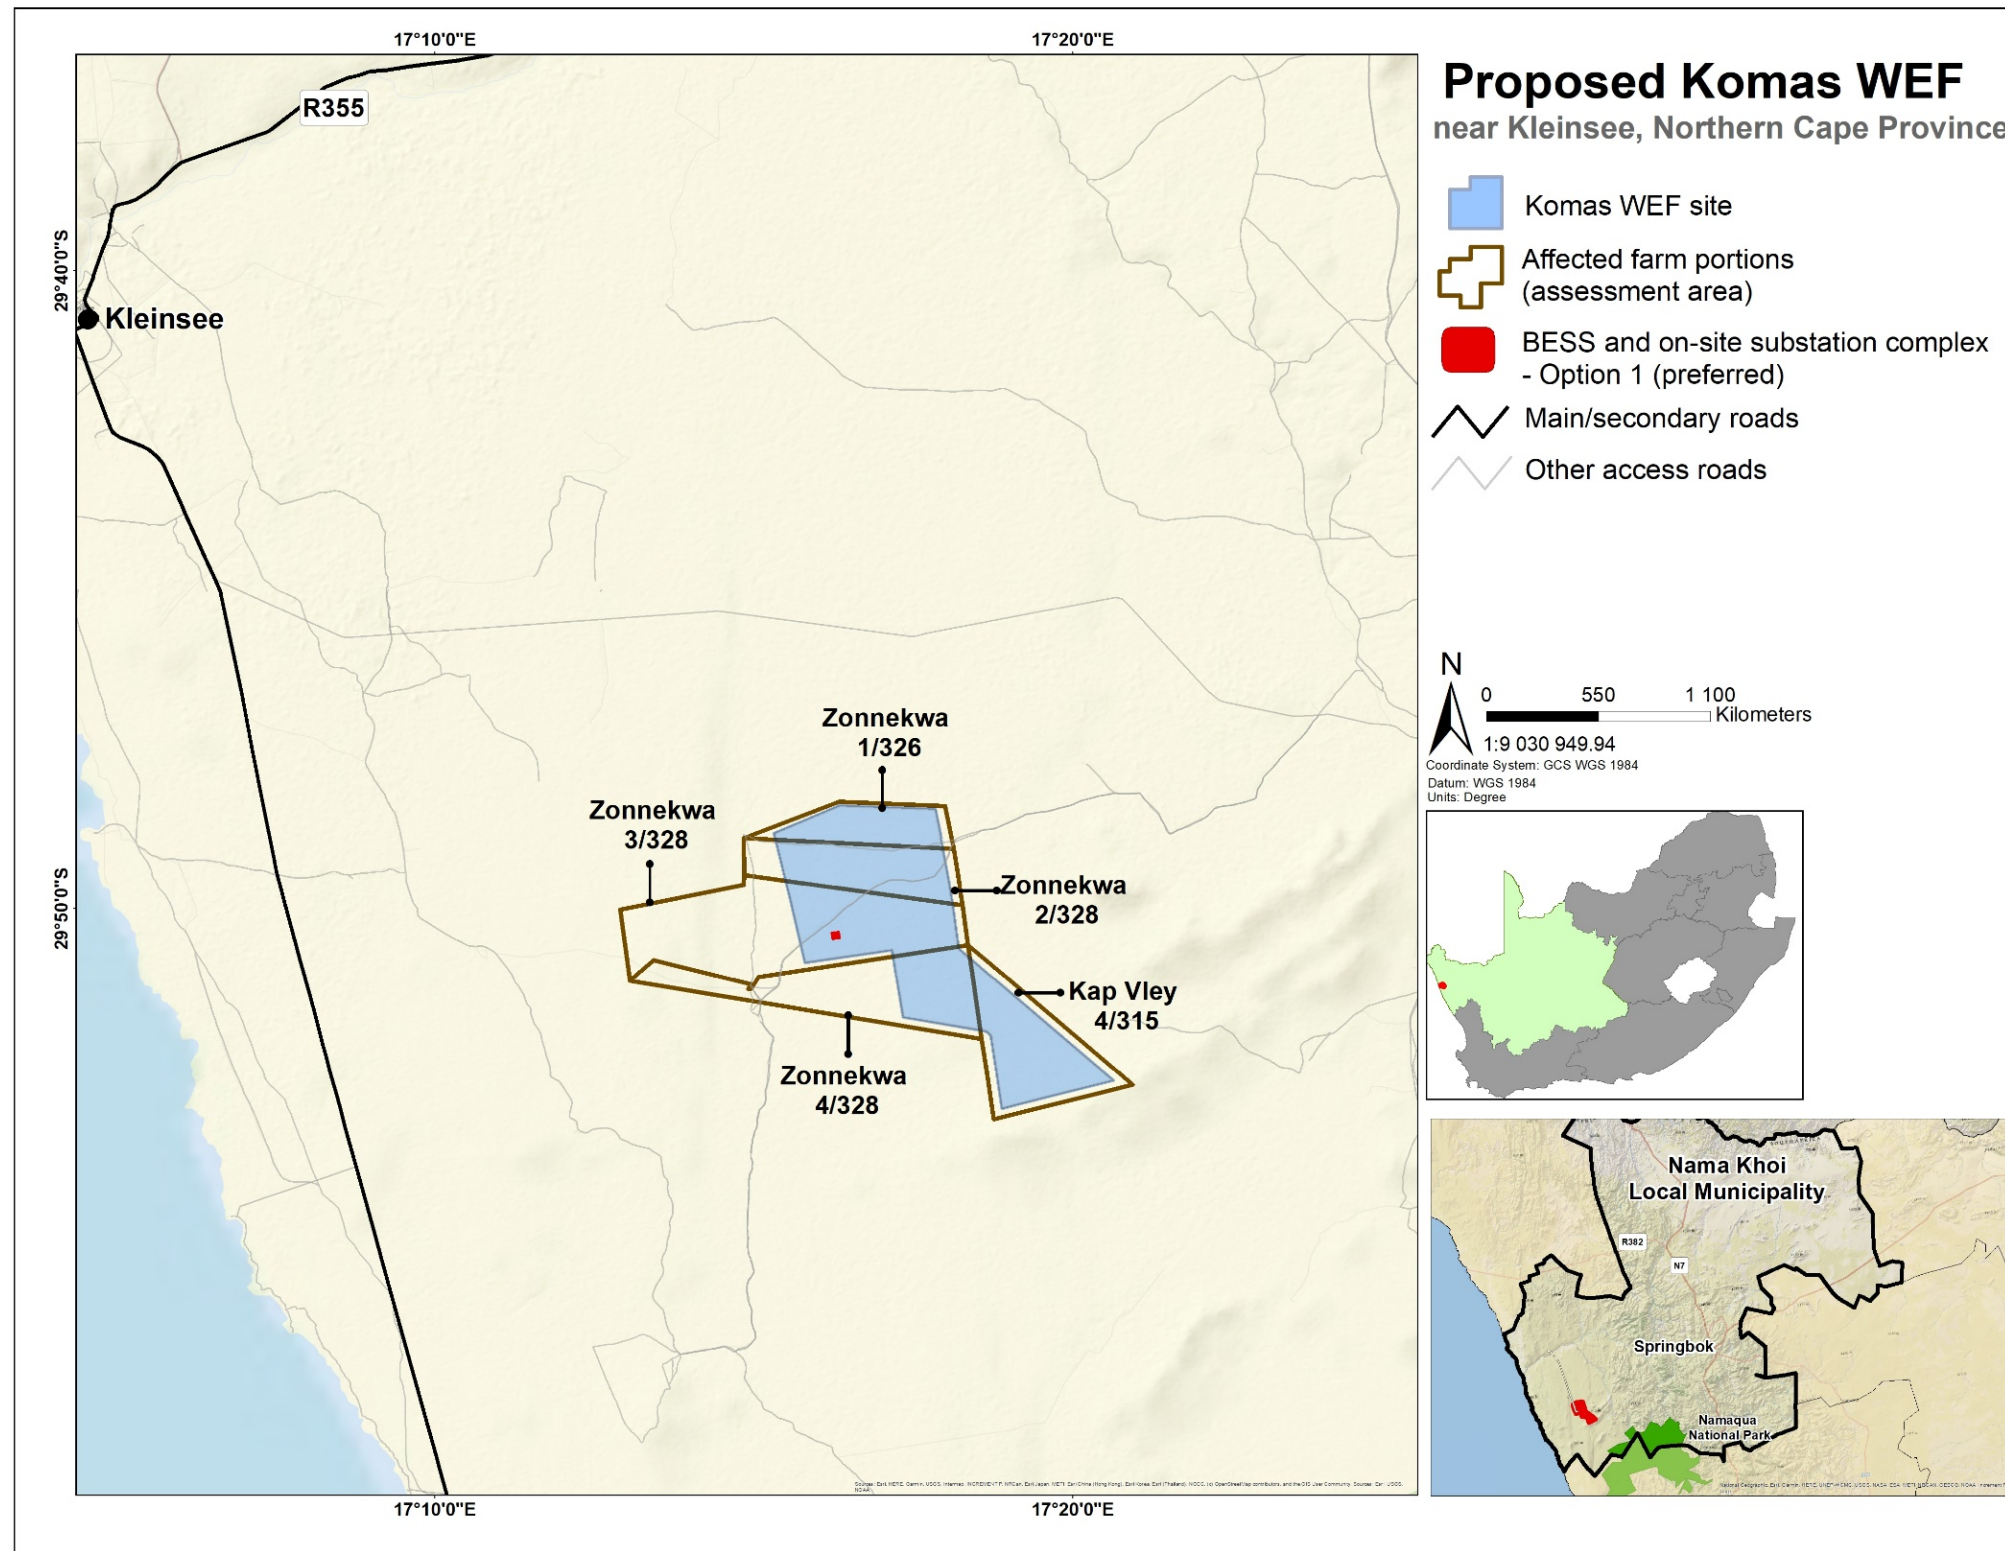 17°10'0"E
17°20'0"E
R355
29°40'0"S
Kleinsee
Zonnekwa
1/326
Zonnekwa
3/328
Zonnekwa
2/328
29°50'0"S
Kap Vley
4/315
Zonnekwa
4/328
17°10'0"E
17°20'0"E
Proposed Komas WEF
near Kleinsee, Northern Cape Province
Komas WEF site
Affected farm portions
(assessment area)
BESS and on-site substation complex
- Option 1 (preferred)
Main/secondary roads
Other access roads
N
0 550 1 100
Kilometers
1:9 030 949.94
Coordinate System: GCS WGS 1984
Datum: WGS 1984
Units: Degree
Nama Khoi
Local Municipality
R382
N7
Springbok
Namaqua
National Park